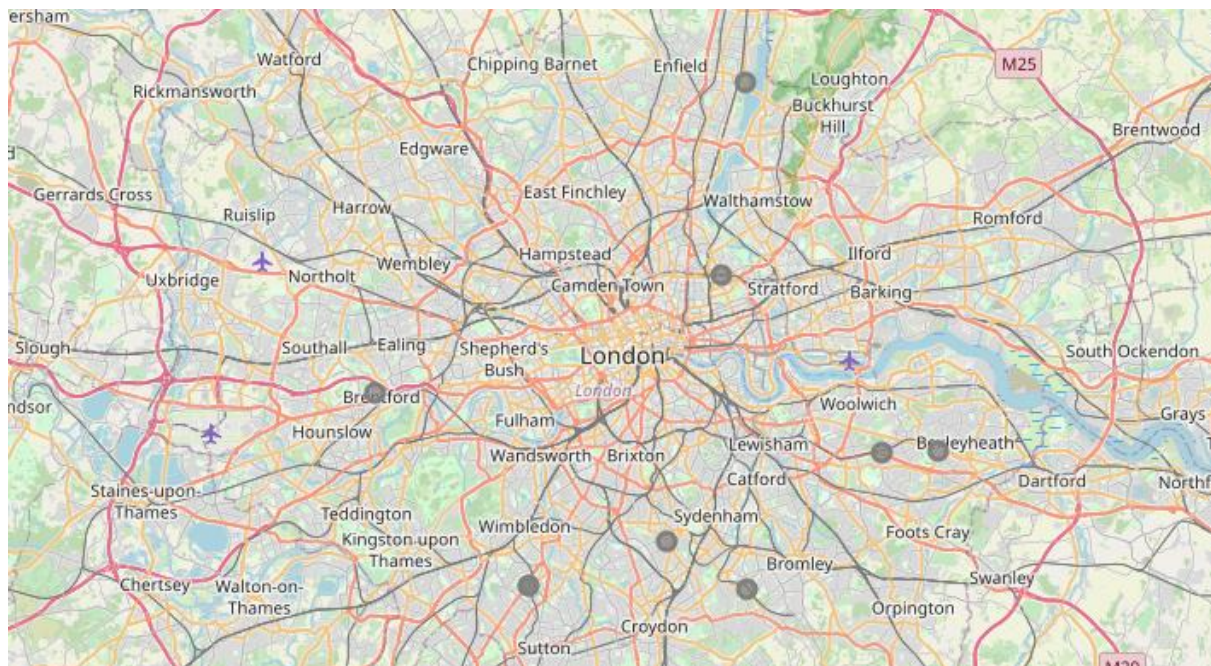 ersham
Watford
Chipping Barnet
Enfield
M25
Loughton
Rickmansworth
Buckhurst
Hill
Brentwood
Edgware
Gerrards Cross
East Finchley
Walthamstow
Ruislip
Harrow
Romford
Hampstead
Ilford
Wembley
Uxbridge
Northolt
Camden Town
Stratford
Barking
Slough
Southall
Ealing
Shepherd's
Bush
London
South Ockendon
London
Brentford
ndsor
Woolwich
Grays
Fulham
Hounslow
Lewisham
Bexleyheath
Wandsworth
Brixton
Catford
Dartford
Northf
Staines-upon-
Thames
Teddington
Wimbledon
Sydenham
Kingston upon
Thames
Foots Cray
Bromley
Chertsey
Walton-on-
Thames
Swanley
Orpington
Croydon
Sutton